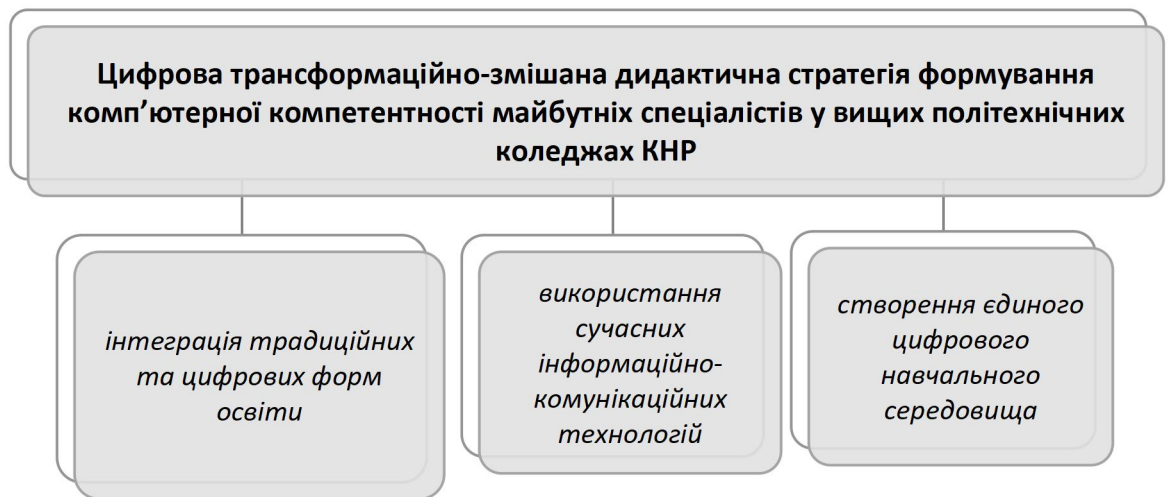 Цифрова трансформаційно-змішана дидактична стратегія формування
комп’ютерної компетентності майбутніх спеціалістів у вищих політехнічних
коледжах КНР
інтеграція традиційних
та цифрових форм
освіти
використання
сучасних
інформаційно-
комунікаційних
технологій
створення єдиного
цифрового
навчального
середовища